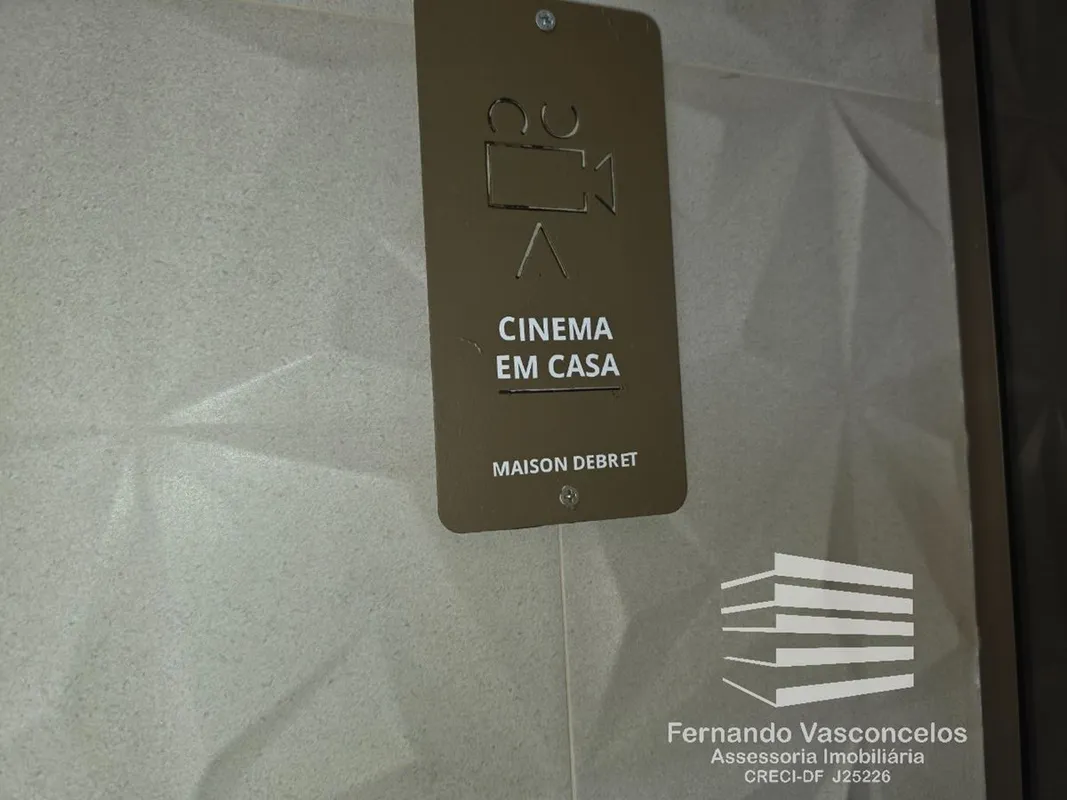 CINEMA
EM CASA
MAISON DEBRET
Fernando Vasconcelos
Assessoria Imobiliária
CRECI-DF J25226